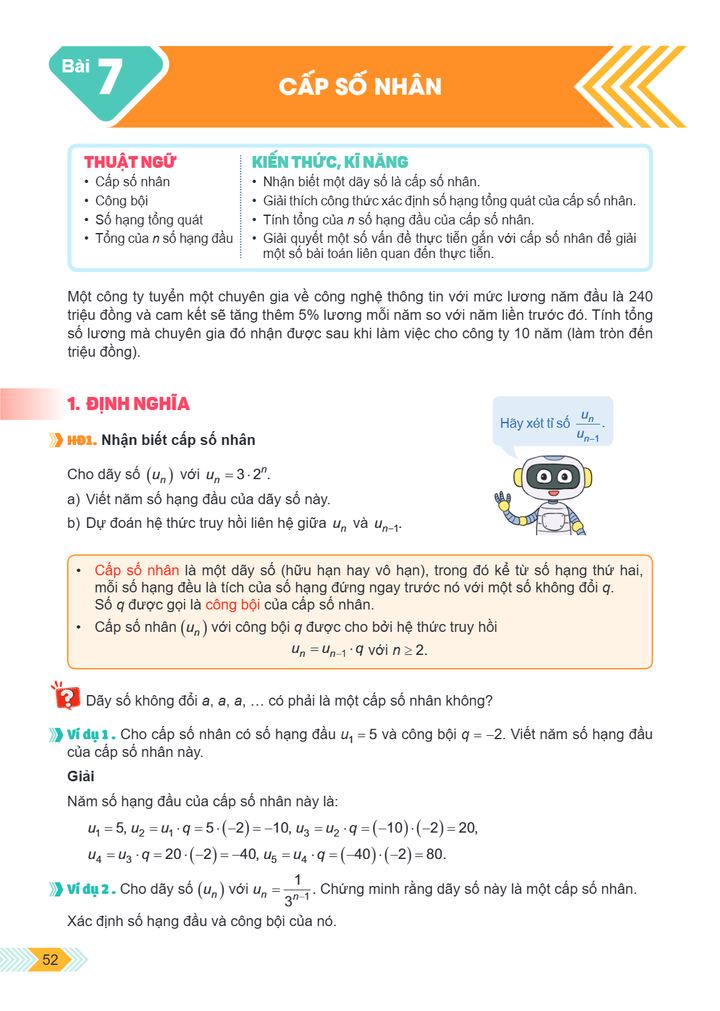 Bài 7
CẤP SỐ NHÂN
THUẬT NGỮ
• Cấp số nhân
• Công bội
• Số hạng tổng quát
• Tổng của n số hạng đầu
KIẾN THỨC, KĨ NĂNG
• Nhận biết một dãy số là cấp số nhân.
• Giải thích công thức xác định số hạng tổng quát của cấp số nhân.
• Tính tổng của n số hạng đầu của cấp số nhân.
• Giải quyết một số vấn đề thực tiễn gắn với cấp số nhân để giải
một số bài toán liên quan đến thực tiễn.
Một công ty tuyển một chuyên gia về công nghệ thông tin với mức lương năm đầu là 240
triệu đồng và cam kết sẽ tăng thêm 5% lương mỗi năm so với năm liền trước đó. Tính tổng
số lương mà chuyên gia đó nhận được sau khi làm việc cho công ty 10 năm (làm tròn đến
triệu đồng).
1. ĐỊNH NGHĨA
Hãy xét tỉ số uₙ/uₙ₋₁.
HĐ1. Nhận biết cấp số nhân
Cho dãy số (uₙ) với uₙ = 3 · 2ⁿ.
a) Viết năm số hạng đầu của dãy số này.
b) Dự đoán hệ thức truy hồi liên hệ giữa uₙ và uₙ₋₁.
• Cấp số nhân là một dãy số (hữu hạn hay vô hạn), trong đó kể từ số hạng thứ hai,
mỗi số hạng đều là tích của số hạng đứng ngay trước nó với một số không đổi q.
Số q được gọi là công bội của cấp số nhân.
• Cấp số nhân (uₙ) với công bội q được cho bởi hệ thức truy hồi
uₙ = uₙ₋₁ · q với n ≥ 2.
? Dãy số không đổi a, a, a, … có phải là một cấp số nhân không?
Ví dụ 1. Cho cấp số nhân có số hạng đầu u₁ = 5 và công bội q = −2. Viết năm số hạng đầu
của cấp số nhân này.
Giải
Năm số hạng đầu của cấp số nhân này là:
u₁ = 5, u₂ = u₁ · q = 5 · (−2) = −10, u₃ = u₂ · q = (−10) · (−2) = 20,
u₄ = u₃ · q = 20 · (−2) = −40, u₅ = u₄ · q = (−40) · (−2) = 80.
Ví dụ 2. Cho dãy số (uₙ) với uₙ = 1/3ⁿ⁻¹. Chứng minh rằng dãy số này là một cấp số nhân.
Xác định số hạng đầu và công bội của nó.
52